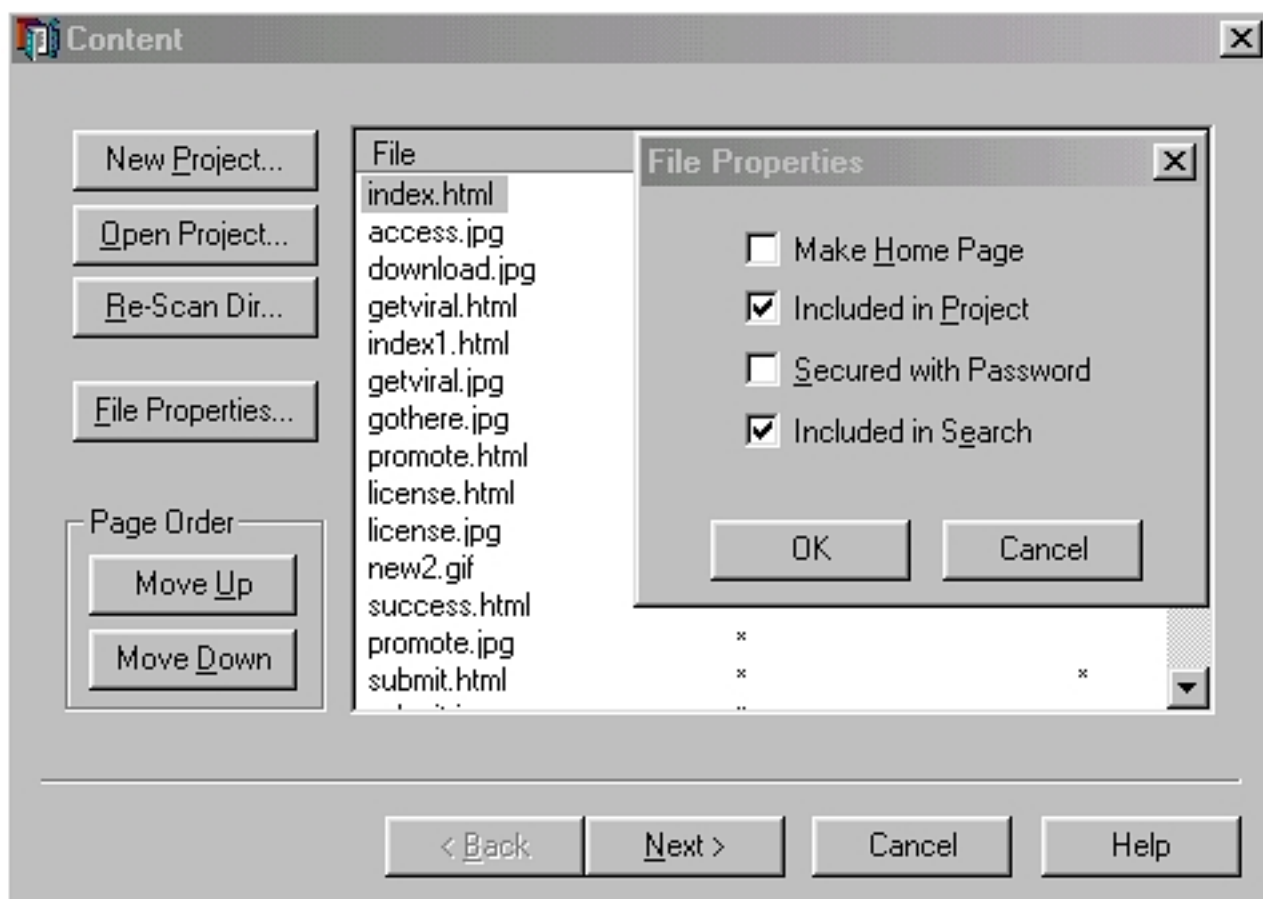 Content
New Project...
Open Project...
Re-Scan Dir...
File Properties...
Page Order
Move Up
Move Down
File
index.html
access.jpg
download.jpg
getviral.html
index1.html
getviral.jpg
gothere.jpg
promote.html
license.html
license.jpg
new2.gif
success.html
promote.jpg ×
submit.html × ×
File Properties
Make Home Page
Included in Project
Secured with Password
Included in Search
OK
Cancel
< Back
Next >
Cancel
Help